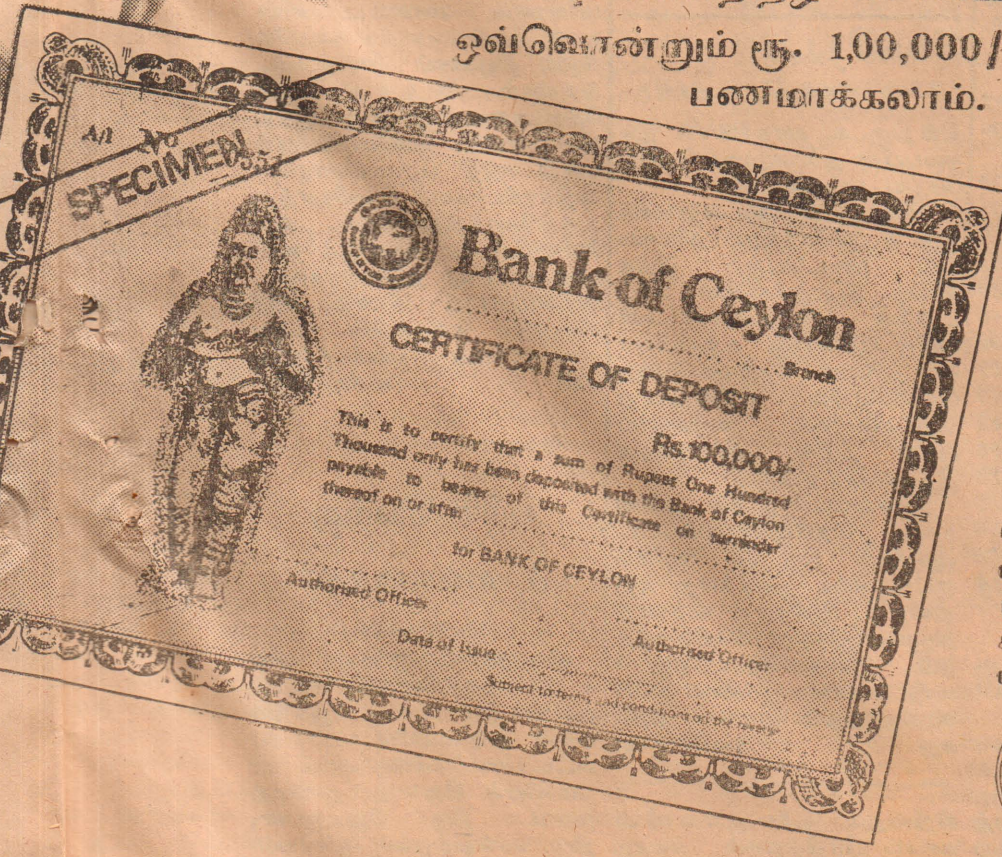 ஒவ்வொன்றும் ரூ. 1,00,000/
பணமாக்கலாம்.
A/1 No
SPECIMEN
Bank of Ceylon
Branch
CERTIFICATE OF DEPOSIT
Rs.100,000/-
This is to certify that a sum of Rupees One Hundred
Thousand only has been deposited with the Bank of Ceylon
payable to bearer of this Certificate on surrender
thereof on or after
for BANK OF CEYLON
Authorised Officer
Authorised Officer
Date of Issue
Subject to terms and conditions on the reverse